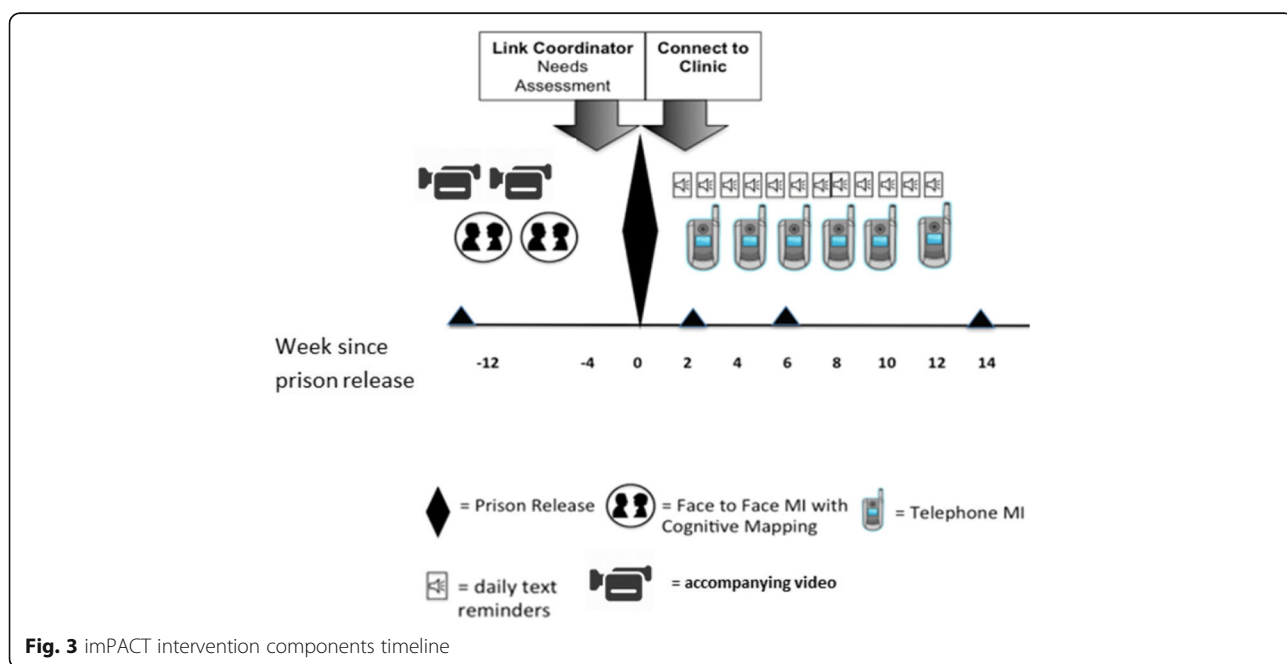 Link Coordinator
Needs
Assessment
Connect to
Clinic
Week since
prison release
-12 -4 0 2 4 6 8 10 12 14
= Prison Release
= Face to Face MI with
Cognitive Mapping
= Telephone MI
= daily text
reminders
= accompanying video
Fig. 3 imPACT intervention components timeline